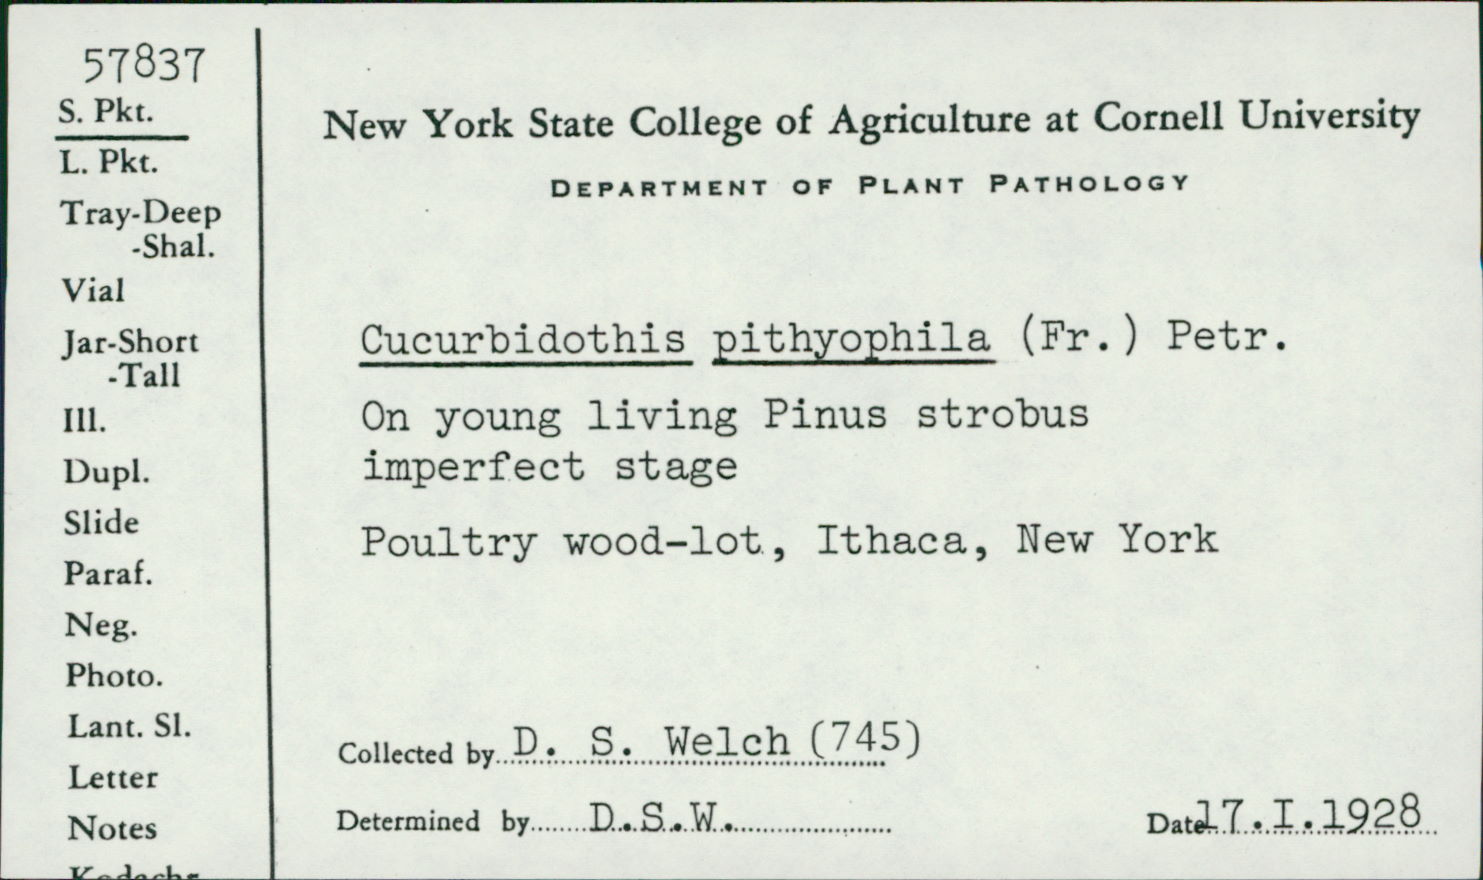 57837
S. Pkt.
L. Pkt.
Tray-Deep
-Shal.
Vial
Jar-Short
-Tall
Ill.
Dupl.
Slide
Paraf.
Neg.
Photo.
Lant. Sl.
Letter
Notes
New York State College of Agriculture at Cornell University
DEPARTMENT OF PLANT PATHOLOGY
Cucurbidothis pithyophila (Fr.) Petr.
On young living Pinus strobus
imperfect stage
Poultry wood-lot, Ithaca, New York
Collected by D. S. Welch (745)
Determined by D.S.W.
Date 17.I.1928